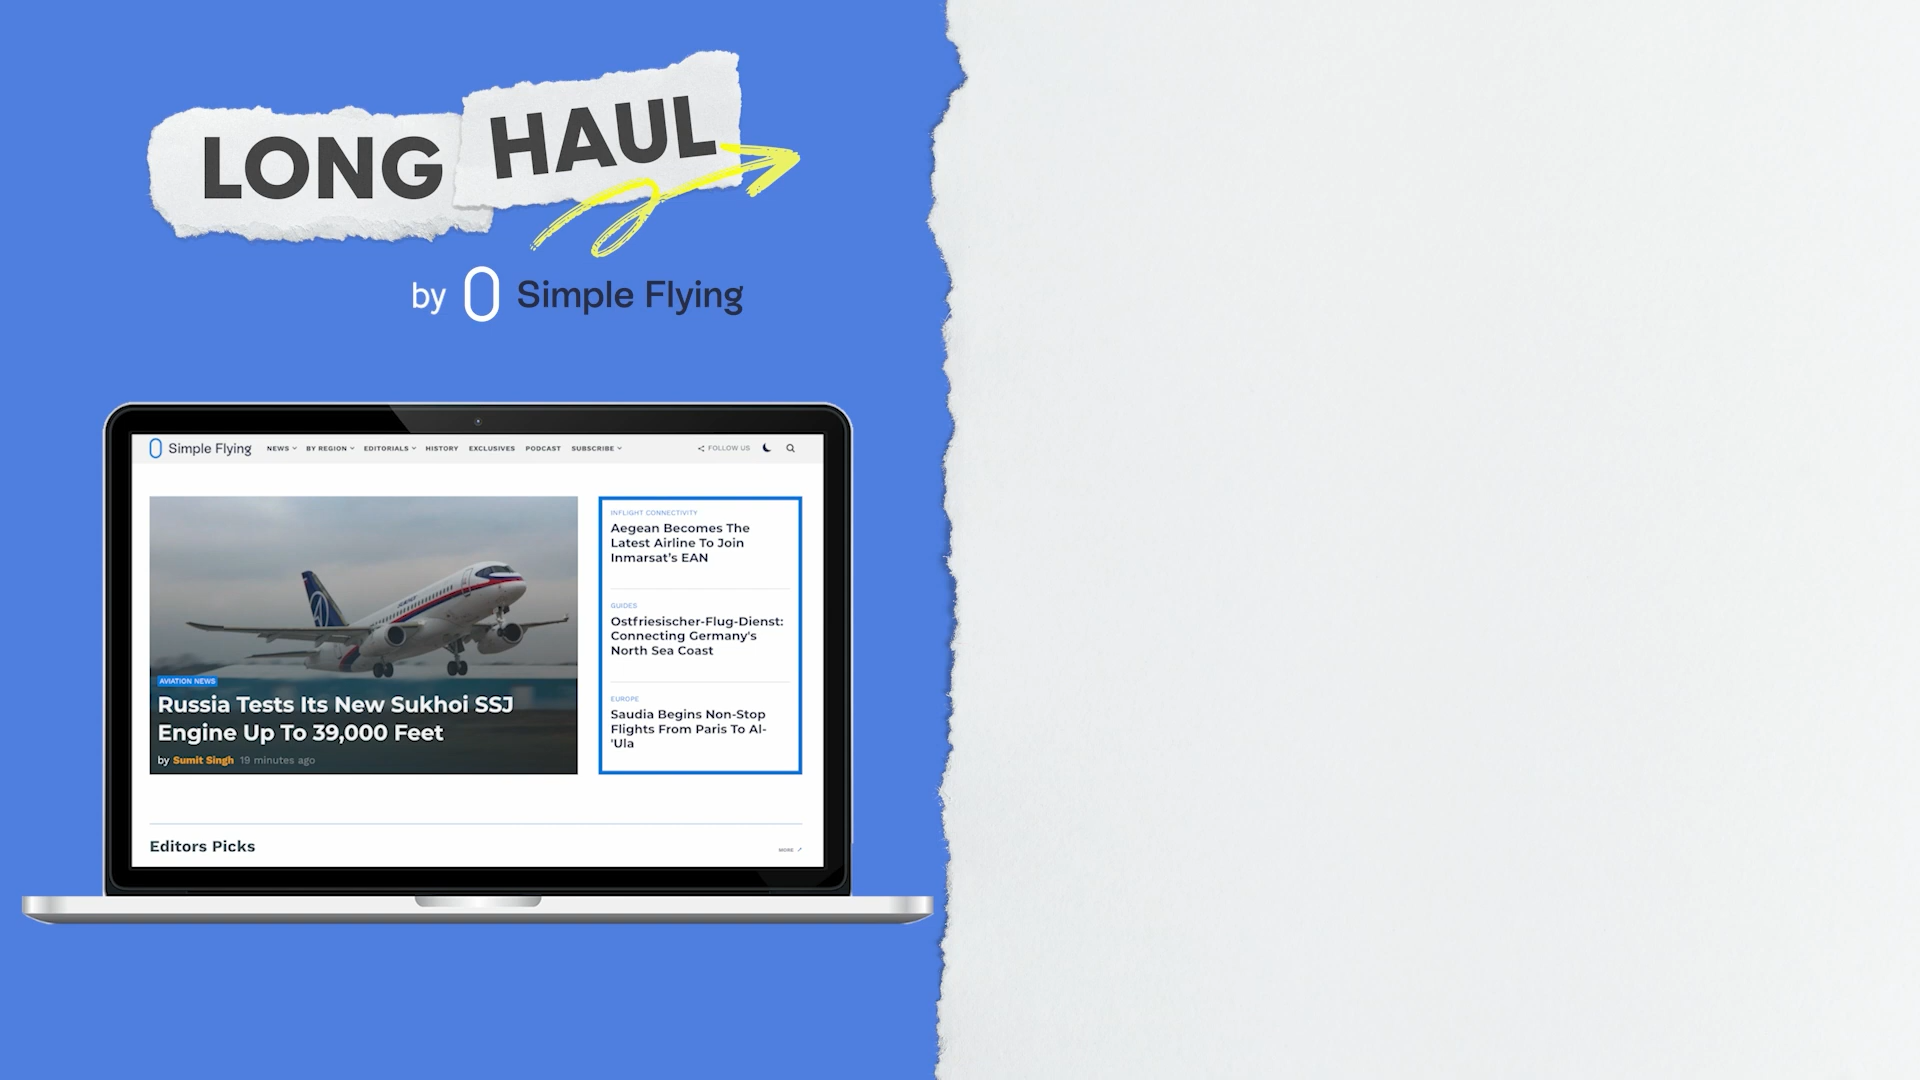 LONG HAUL
by Simple Flying
Simple Flying NEWS BY REGION EDITORIALS HISTORY EXCLUSIVES PODCAST SUBSCRIBE FOLLOW US
AVIATION NEWS
Russia Tests Its New Sukhoi SSJ
Engine Up To 39,000 Feet
by Sumit Singh 19 minutes ago
INFLIGHT CONNECTIVITY
Aegean Becomes The
Latest Airline To Join
Inmarsat's EAN
GUIDES
Ostfriesischer-Flug-Dienst:
Connecting Germany's
North Sea Coast
EUROPE
Saudia Begins Non-Stop
Flights From Paris To Al-
'Ula
Editors Picks
MORE